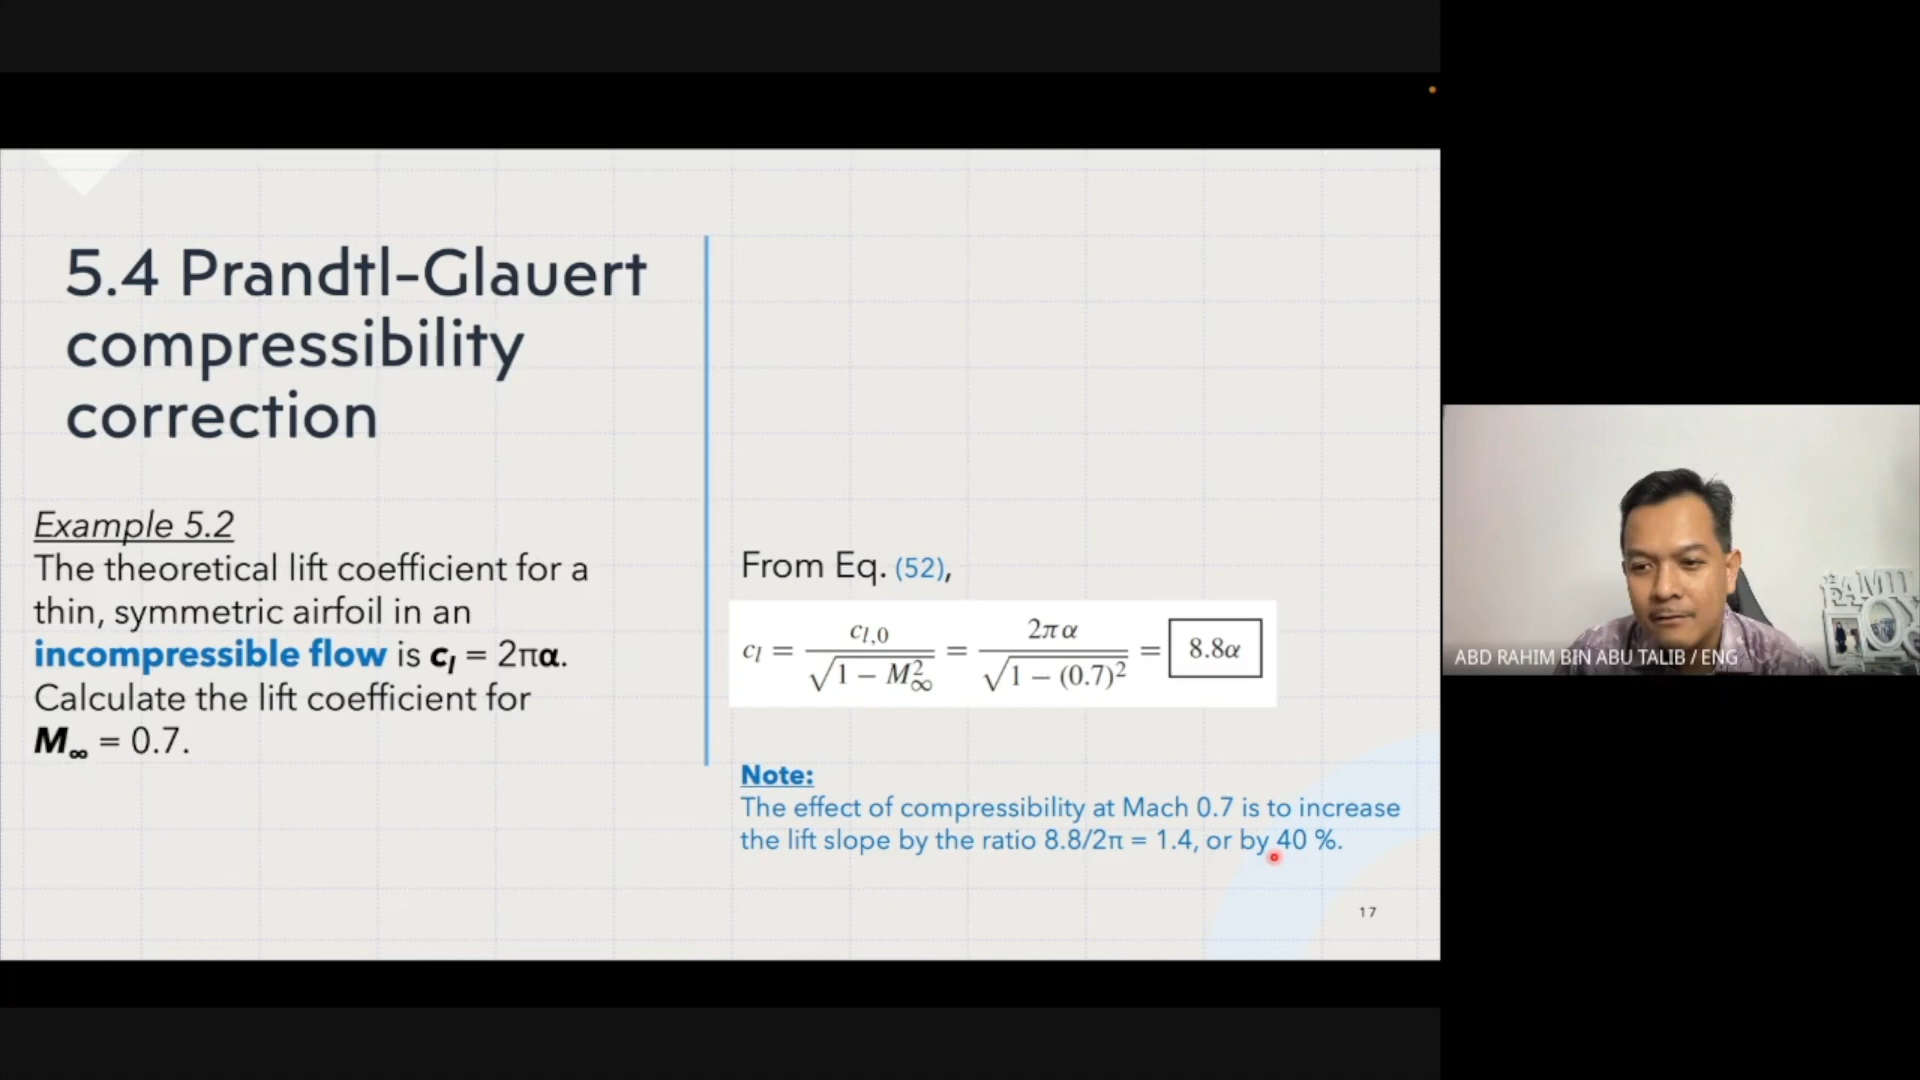 5.4 Prandtl-Glauert
compressibility
correction
Example 5.2
The theoretical lift coefficient for a
thin, symmetric airfoil in an
incompressible flow is cₗ = 2πα.
Calculate the lift coefficient for
M∞ = 0.7.
From Eq. (52),
cₗ = cₗ,₀ / √(1 − M∞²) = 2πα / √(1 − (0.7)²) = 8.8α
Note:
The effect of compressibility at Mach 0.7 is to increase
the lift slope by the ratio 8.8/2π = 1.4, or by 40 %.
17
ABD RAHIM BIN ABU TALIB / ENG